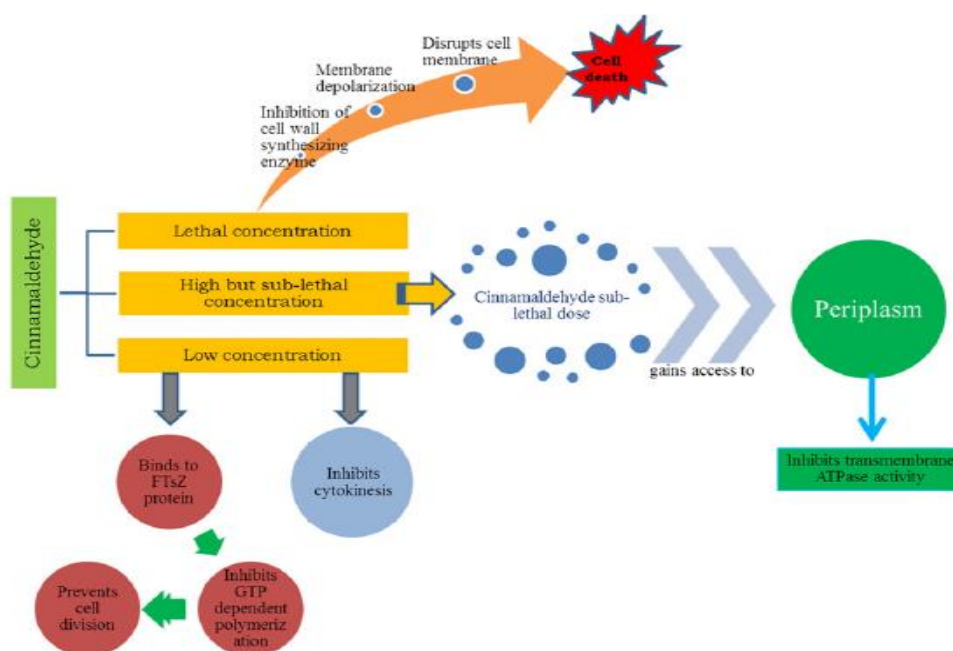 Disrupts cell
membrane
Cell
death
Membrane depolarization
Inhibition of
cell wall
synthesizing
enzyme
Cinnamaldehyde
Lethal concentration
High but sub-lethal
concentration
Low concentration
Cinnamaldehyde sub-
lethal dose
gains access to
Periplasm
Inhibits transmembrane
ATPase activity
Binds to
FTsZ
protein
Inhibits
cytokinesis
Inhibits
GTP
dependent
polymeriz
ation
Prevents
cell
division